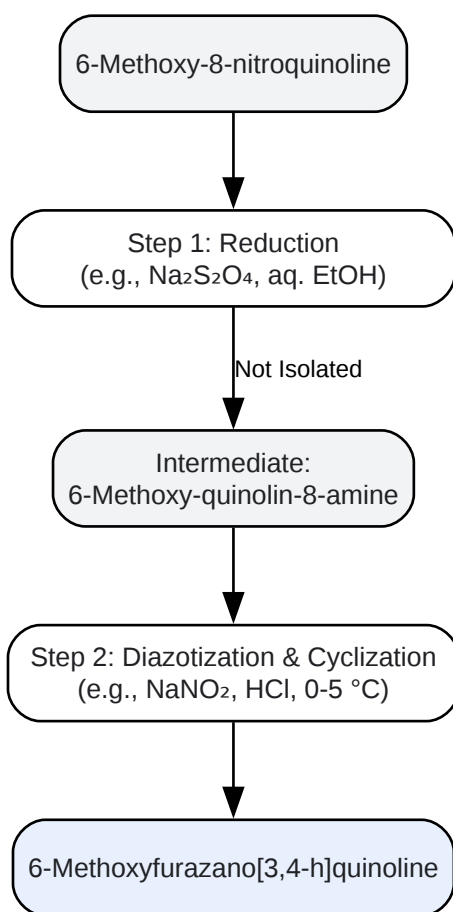 6-Methoxy-8-nitroquinoline
Step 1: Reduction
(e.g., Na₂S₂O₄, aq. EtOH)
Not Isolated
Intermediate:
6-Methoxy-quinolin-8-amine
Step 2: Diazotization & Cyclization
(e.g., NaNO₂, HCl, 0-5 °C)
6-Methoxyfurazano[3,4-h]quinoline